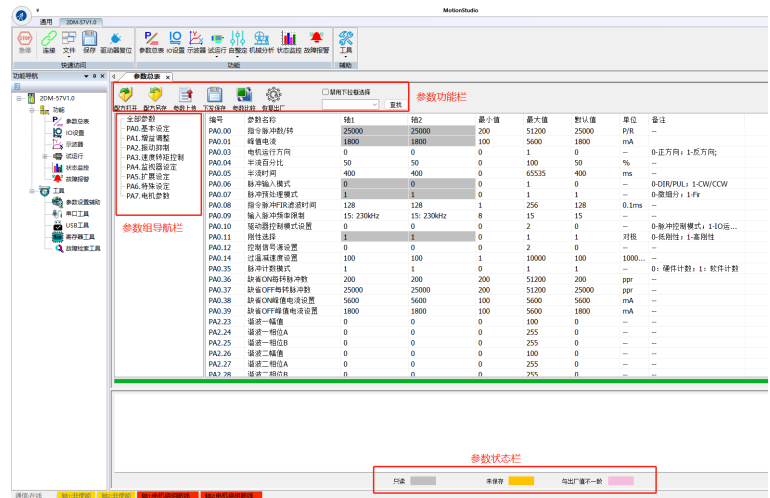 MotionStudio
通用 2DM-57V1.0
急停 连接 文件 保存 驱动器复位 参数总表 IO设置 示波器 试运行 自整定 机械分析 状态监控 故障报警 工具
快速访问 功能 辅助
功能导航
参数总表
2DM-57V1.0
功能
参数总表
IO设置
示波器
试运行
状态监控
故障报警
工具
参数设置辅助
串口工具
USB工具
寄存器工具
故障检索工具
配方打开 配方另存 参数上传 下发保存 参数比较 恢复出厂
禁用下拉框选择
查找
参数功能栏
全部参数
PA0.基本设定
PA1.增益调整
PA2.振动抑制
PA3.速度转矩控制
PA4.监视器设定
PA5.扩展设定
PA6.特殊设定
PA7.电机参数
参数组导航栏
编号 参数名称 轴1 轴2 最小值 最大值 默认值 单位 备注
PA0.00 指令脉冲数/转 25000 25000 200 51200 25000 P/R --
PA0.01 峰值电流 1800 1800 100 5600 1800 mA --
PA0.03 电机运行方向 0 0 0 1 0 -- 0-正方向；1-反方向;
PA0.04 半流百分比 50 50 0 100 50 % --
PA0.05 半流时间 400 400 0 65535 400 ms --
PA0.06 脉冲输入模式 0 0 0 1 0 -- 0-DIR/PUL；1-CW/CCW
PA0.07 脉冲预处理模式 1 1 0 1 1 -- 0-微细分；1-Fir
PA0.08 指令脉冲FIR滤波时间 128 128 1 256 128 0.1ms --
PA0.09 输入脉冲频率限制 15: 230kHz 15: 230kHz 8 15 15 -- --
PA0.10 驱动器控制模式设置 0 0 0 2 0 -- 0-脉冲控制模式；1-IO运...
PA0.11 刚性选择 1 1 0 1 1 对极 0-低刚性；1-高刚性
PA0.12 控制信号源设置 0 0 0 2 0 -- --
PA0.14 过温减速度设置 100 100 1 10000 100 1000... --
PA0.35 脉冲计数模式 1 1 0 1 1 -- 0：硬件计数；1：软件计数
PA0.36 缺省ON每转脉冲数 200 200 200 51200 200 ppr --
PA0.37 缺省OFF每转脉冲数 25000 25000 200 51200 25000 ppr --
PA0.38 缺省ON峰值电流设置 5600 5600 100 5600 5600 mA --
PA0.39 缺省OFF峰值电流设置 1800 1800 100 5600 1800 mA --
PA2.23 谐波一幅值 0 0 0 100 0 -- --
PA2.24 谐波一相位A 0 0 0 255 0 -- --
PA2.25 谐波一相位B 0 0 0 255 0 -- --
PA2.26 谐波二幅值 0 0 0 100 0 -- --
PA2.27 谐波二相位A 0 0 0 255 0 -- --
PA2.28 谐波二相位B 0 0 0 255 0 -- --
参数状态栏
只读 未保存 与出厂值不一致
通信:在线 轴1:非使能 轴2:非使能